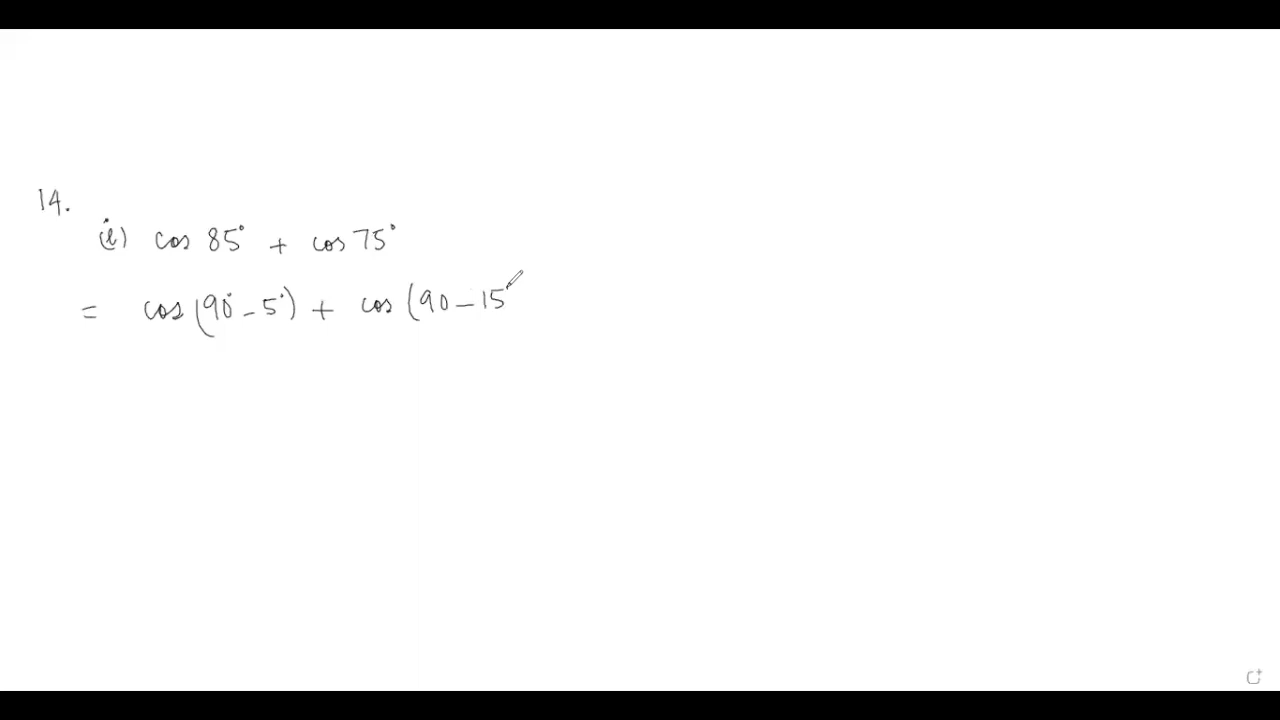 14.
(i) cos 85° + cos 75°
= cos (90° - 5°) + cos (90 - 15°